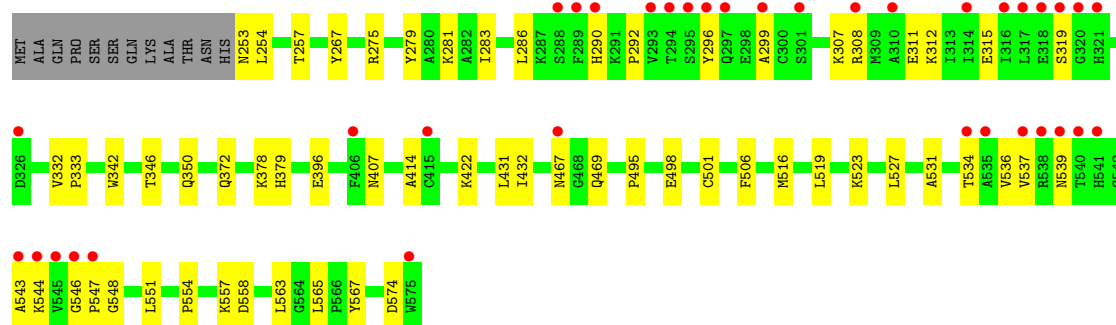 MET ALA GLN PRO SER SER GLN LYS ALA THR ASN HIS N253 L254 T257 Y267 R275 Y279 A280 K281 A282 I283 L286 K287 S288 F289 H290 K291 P292 V293 T294 S295 Y296 Q297 E298 A299 C300 S301 K307 R308 M309 A310 E311 K312 I313 I314 E315 I316 L317 E318 S319 G320 H321
D326 V332 P333 W342 T346 Q350 Q372 K378 H379 E396 F406 N407 A414 C415 K422 L431 I432 N467 G468 Q469 P495 E498 C501 F506 M516 L519 K523 L527 A531 T534 A535 V536 V537 R538 N539 T540 H541
A543 K544 V545 G546 P547 G548 L551 P554 K557 D558 L563 G564 L565 P566 Y567 D574 W575